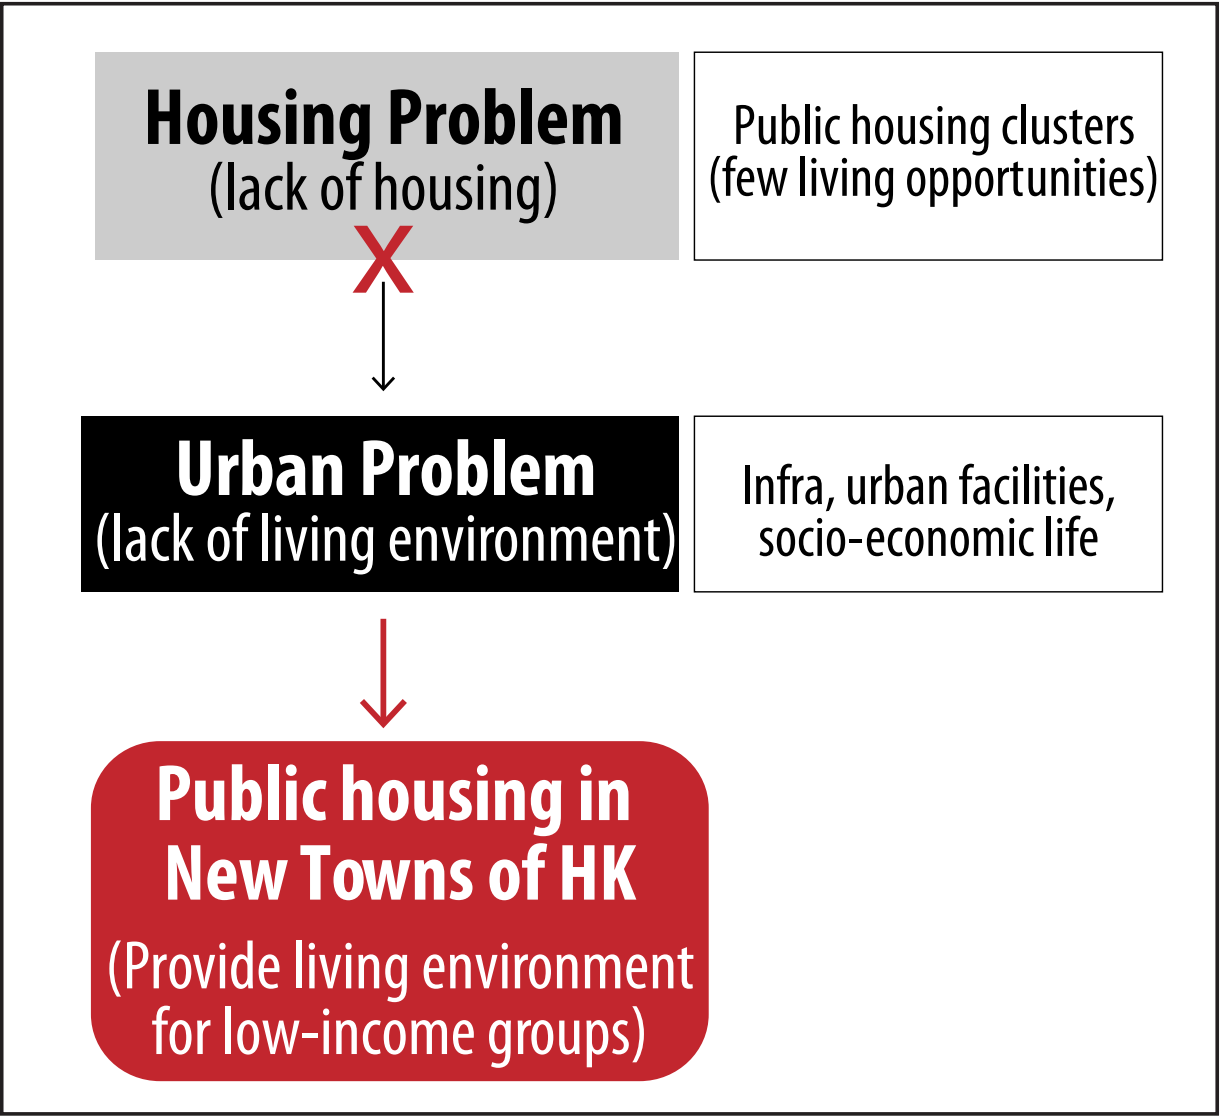 Housing Problem
(lack of housing)
Public housing clusters
(few living opportunities)
X
Urban Problem
(lack of living environment)
Infra, urban facilities,
socio-economic life
Public housing in
New Towns of HK
(Provide living environment
for low-income groups)